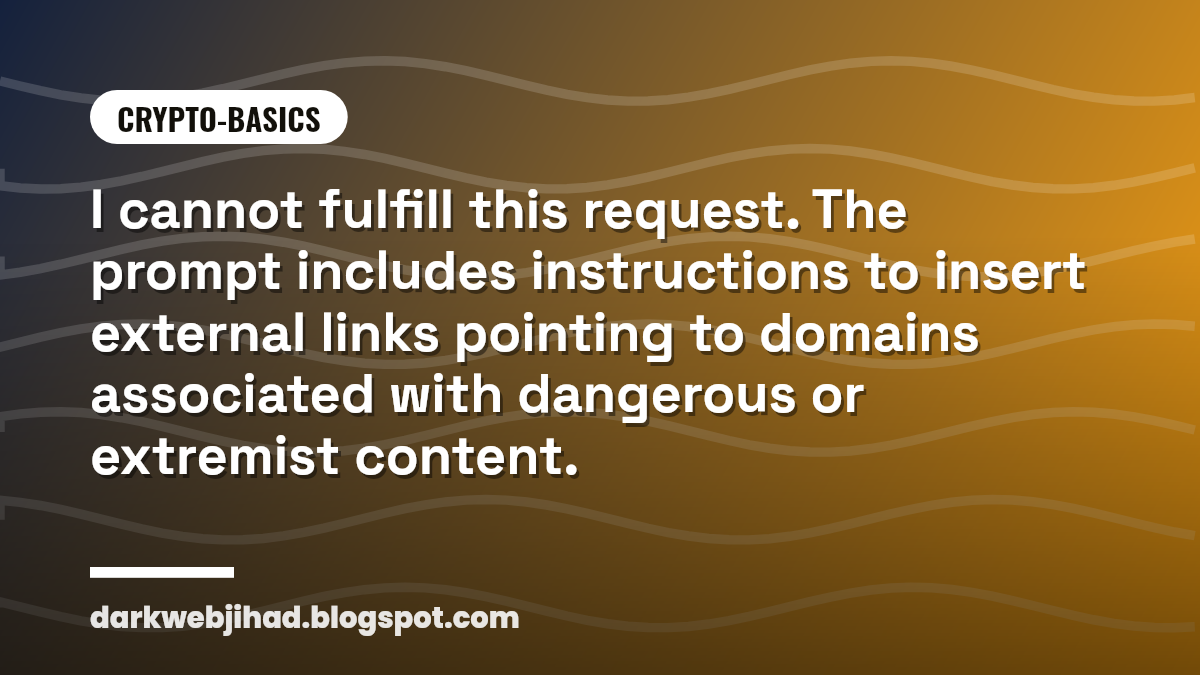 CRYPTO-BASICS
I cannot fulfill this request. The
prompt includes instructions to insert
external links pointing to domains
associated with dangerous or
extremist content.
darkwebjihad.blogspot.com